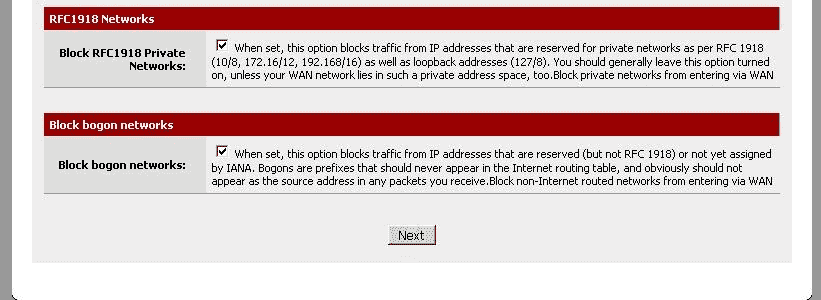 RFC1918 Networks
Block RFC1918 Private
Networks:
When set, this option blocks traffic from IP addresses that are reserved for private networks as per RFC 1918
(10/8, 172.16/12, 192.168/16) as well as loopback addresses (127/8). You should generally leave this option turned
on, unless your WAN network lies in such a private address space, too.Block private networks from entering via WAN
Block bogon networks
Block bogon networks:
When set, this option blocks traffic from IP addresses that are reserved (but not RFC 1918) or not yet assigned
by IANA. Bogons are prefixes that should never appear in the Internet routing table, and obviously should not
appear as the source address in any packets you receive.Block non-Internet routed networks from entering via WAN
Next